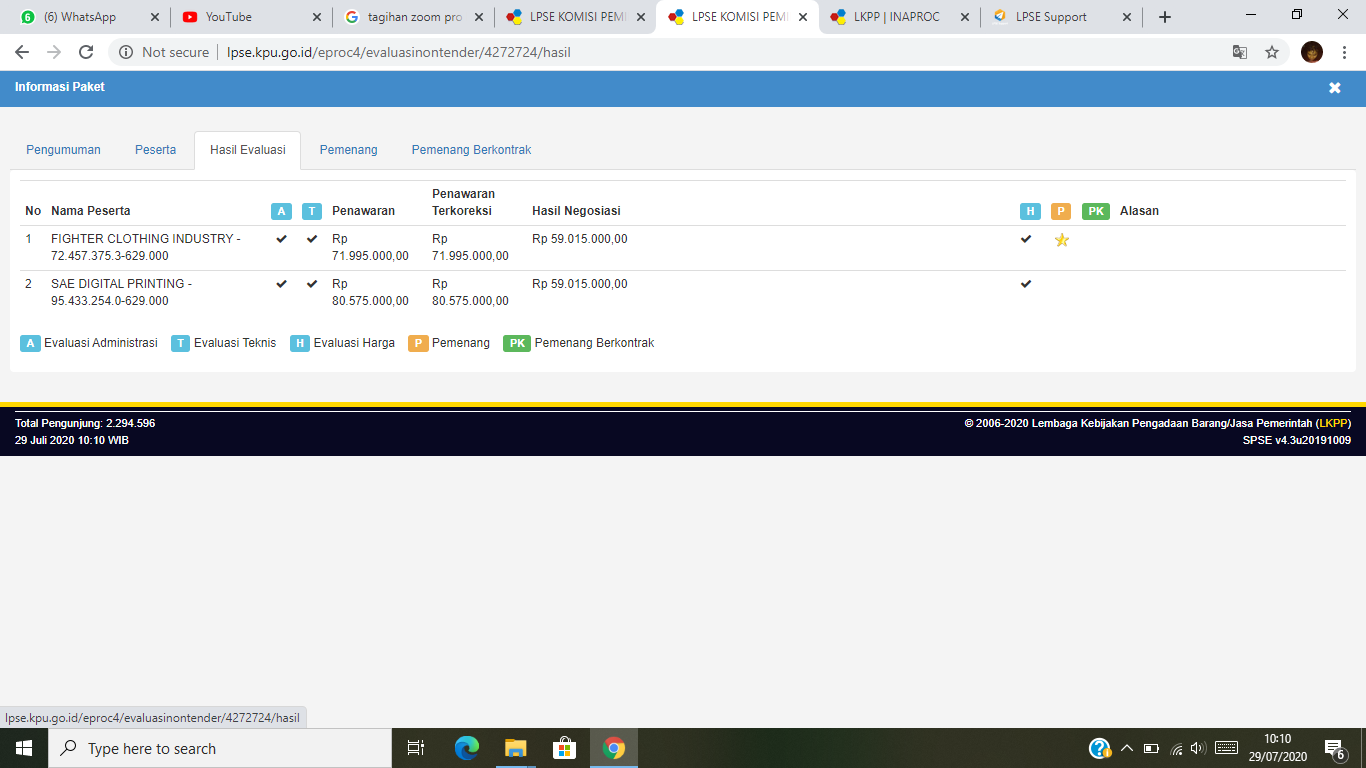 (6) WhatsApp
YouTube
tagihan zoom pro
LPSE KOMISI PEMI
LPSE KOMISI PEMI
LKPP | INAPROC
LPSE Support
Not secure
lpse.kpu.go.id/eproc4/evaluasinontender/4272724/hasil
Informasi Paket
Pengumuman
Peserta
Hasil Evaluasi
Pemenang
Pemenang Berkontrak
No Nama Peserta A T Penawaran Penawaran Terkoreksi Hasil Negosiasi H P PK Alasan
1 FIGHTER CLOTHING INDUSTRY - Rp Rp Rp 59.015.000,00
72.457.375.3-629.000 71.995.000,00 71.995.000,00
2 SAE DIGITAL PRINTING - Rp Rp Rp 59.015.000,00
95.433.254.0-629.000 80.575.000,00 80.575.000,00
A Evaluasi Administrasi T Evaluasi Teknis H Evaluasi Harga P Pemenang PK Pemenang Berkontrak
Total Pengunjung: 2.294.596
29 Juli 2020 10:10 WIB
© 2006-2020 Lembaga Kebijakan Pengadaan Barang/Jasa Pemerintah (LKPP)
SPSE v4.3u20191009
lpse.kpu.go.id/eproc4/evaluasinontender/4272724/hasil
Type here to search
10:10
29/07/2020
6